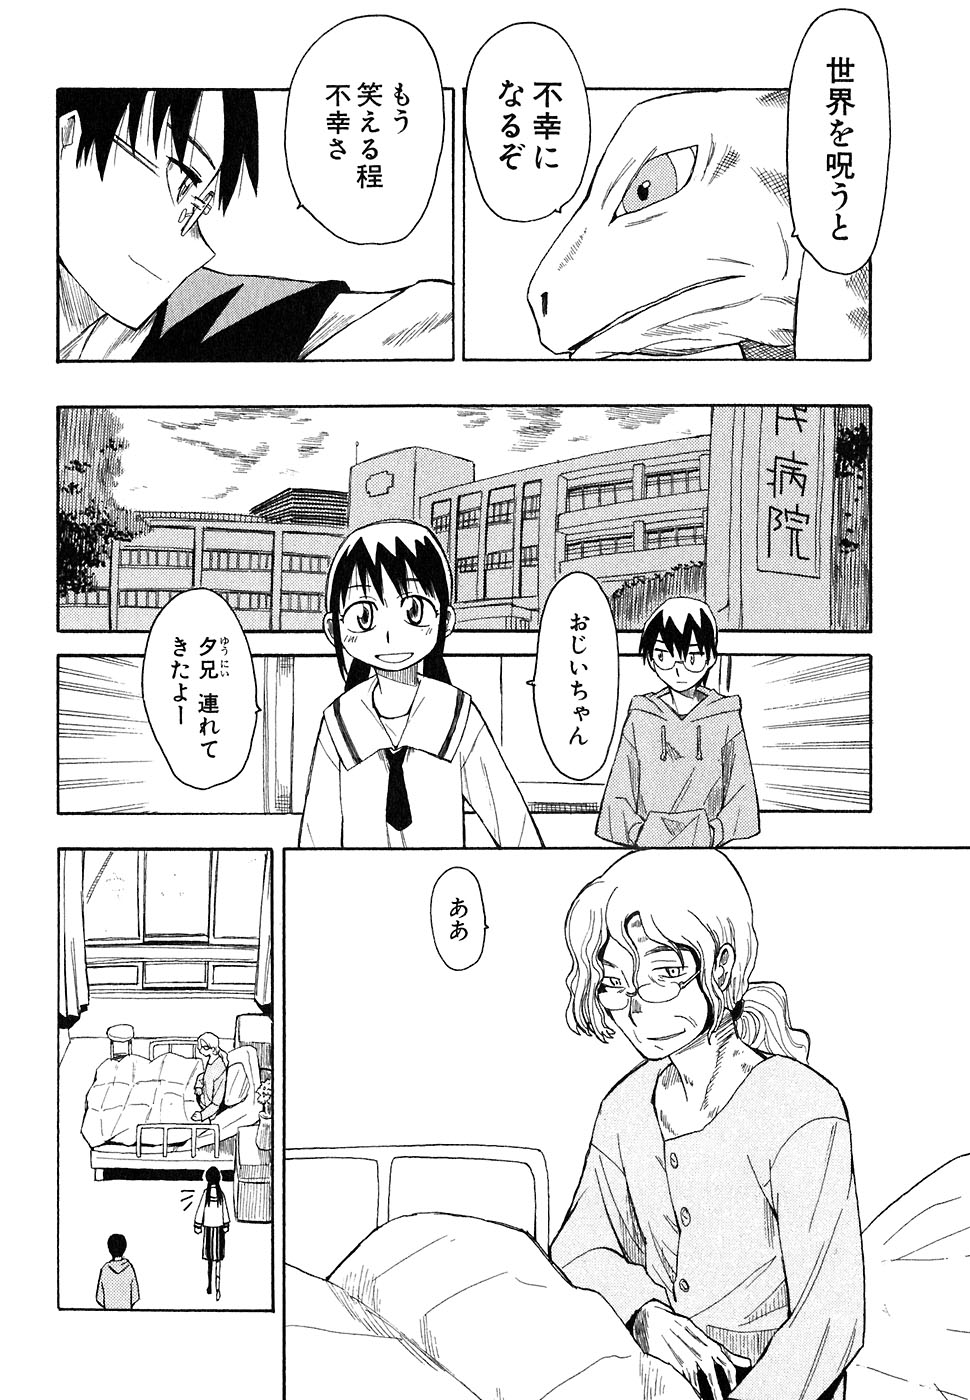 世界を呪うと
不幸に
なるぞ
もう
笑える程
不幸さ
病院
おじいちゃん
夕兄 連れて
ゆうにい
きたよー
ああ